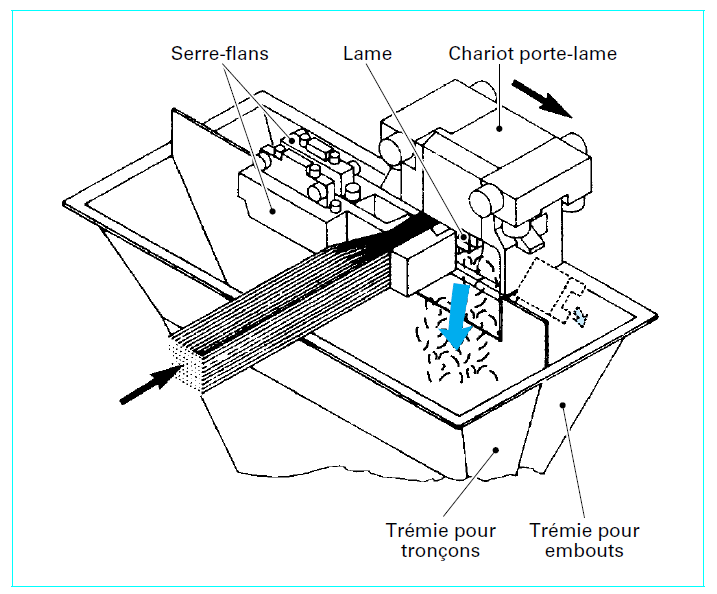 Serre-flans
Lame
Chariot porte-lame
Trémie pour
tronçons
Trémie pour
embouts